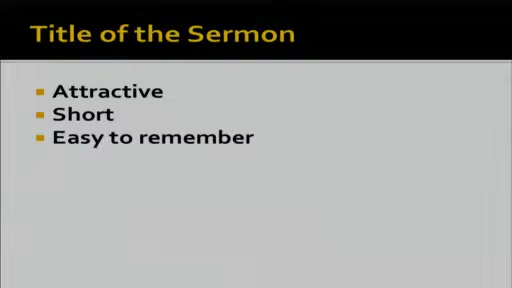 Title of the Sermon
Attractive
Short
Easy to remember